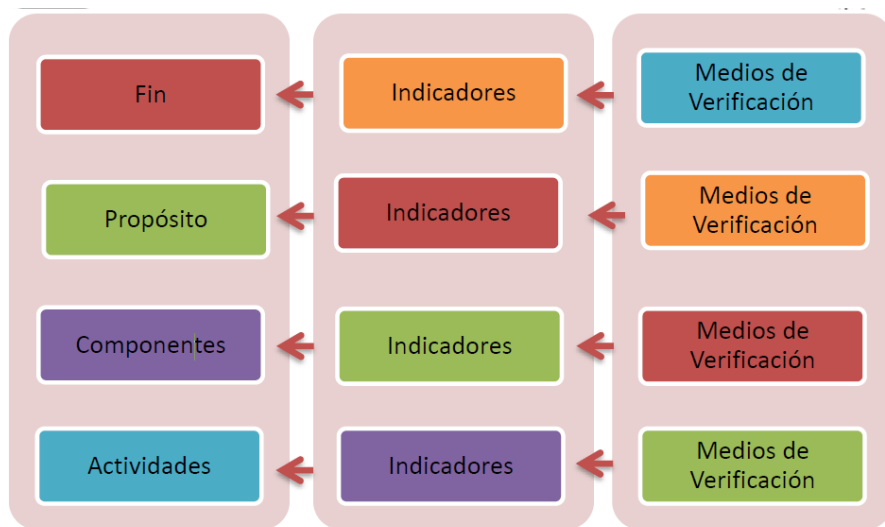 Fin
Indicadores
Medios de
Verificación
Propósito
Indicadores
Medios de
Verificación
Componentes
Indicadores
Medios de
Verificación
Actividades
Indicadores
Medios de
Verificación